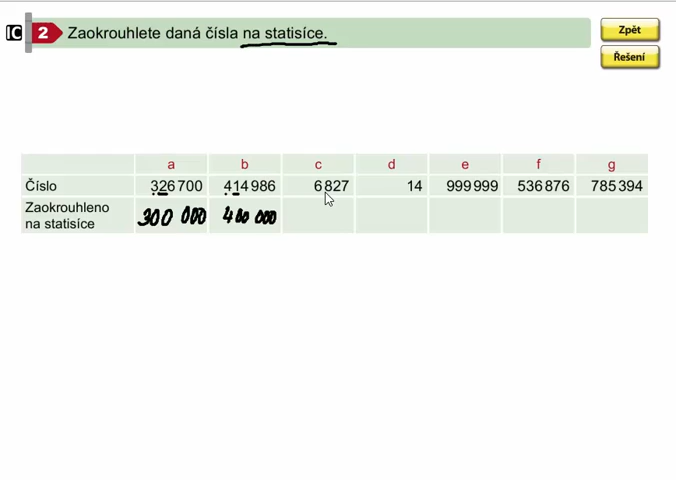 IC 2 Zaokrouhlete daná čísla na statisíce.
Zpět
Řešení
a b c d e f g
Číslo 326 700 414 986 6 827 14 999 999 536 876 785 394
Zaokrouhleno
na statisíce
300 000 400 000